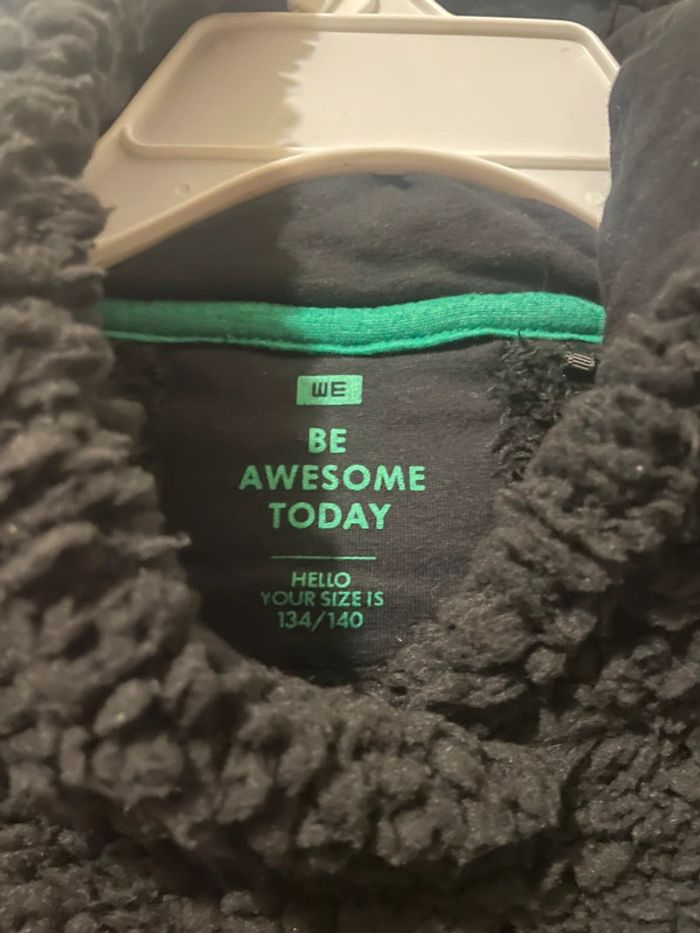 WE
BE
AWESOME
TODAY
HELLO
YOUR SIZE IS
134/140